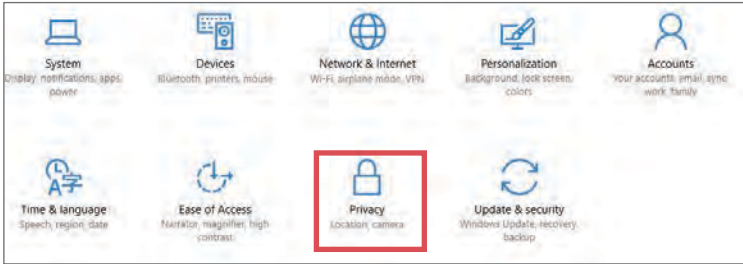 System
Display, notifications, apps,
power
Devices
Bluetooth, printers, mouse
Network & Internet
Wi-Fi, airplane mode, VPN
Personalization
Background, lock screen,
colors
Accounts
Your accounts, email, sync,
work, family
A字
Time & language
Speech, region, date
Ease of Access
Narrator, magnifier, high
contrast
Privacy
Location, camera
Update & security
Windows Update, recovery,
backup